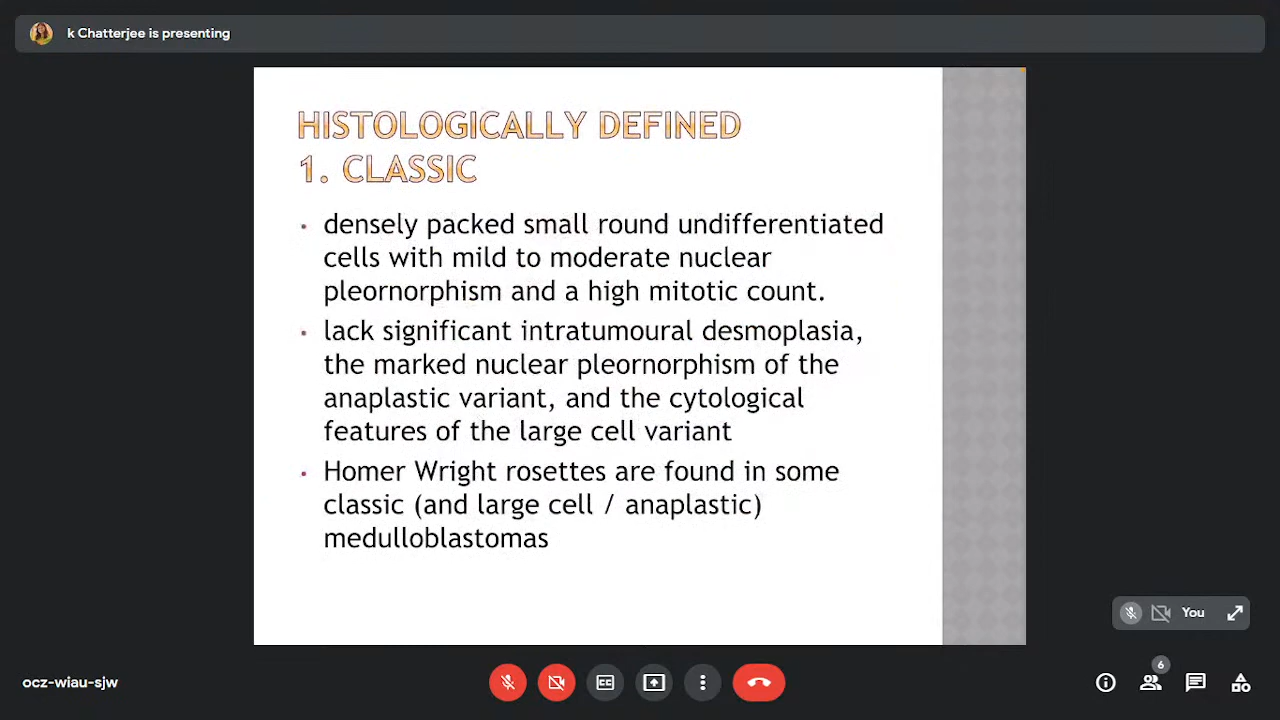 k Chatterjee is presenting
HISTOLOGICALLY DEFINED
1. CLASSIC
• densely packed small round undifferentiated
cells with mild to moderate nuclear
pleornorphism and a high mitotic count.
• lack significant intratumoural desmoplasia,
the marked nuclear pleornorphism of the
anaplastic variant, and the cytological
features of the large cell variant
• Homer Wright rosettes are found in some
classic (and large cell / anaplastic)
medulloblastomas
You
ocz-wiau-sjw
CC
6